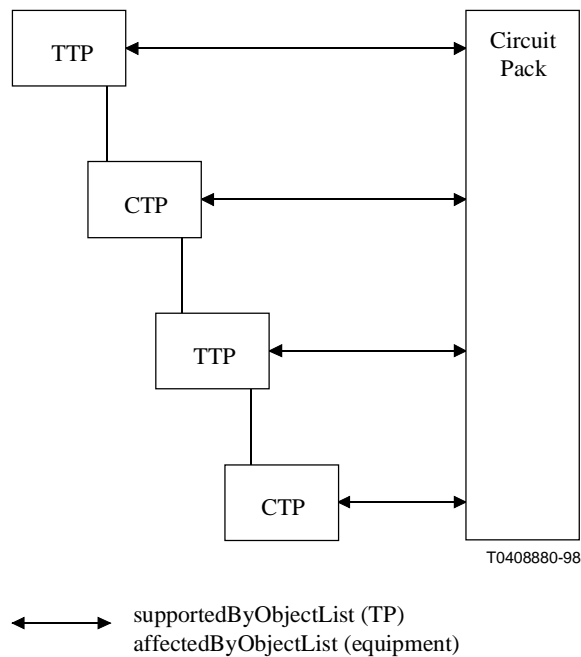 TTP
Circuit
Pack
CTP
TTP
CTP
T0408880-98
supportedByObjectList (TP)
affectedByObjectList (equipment)